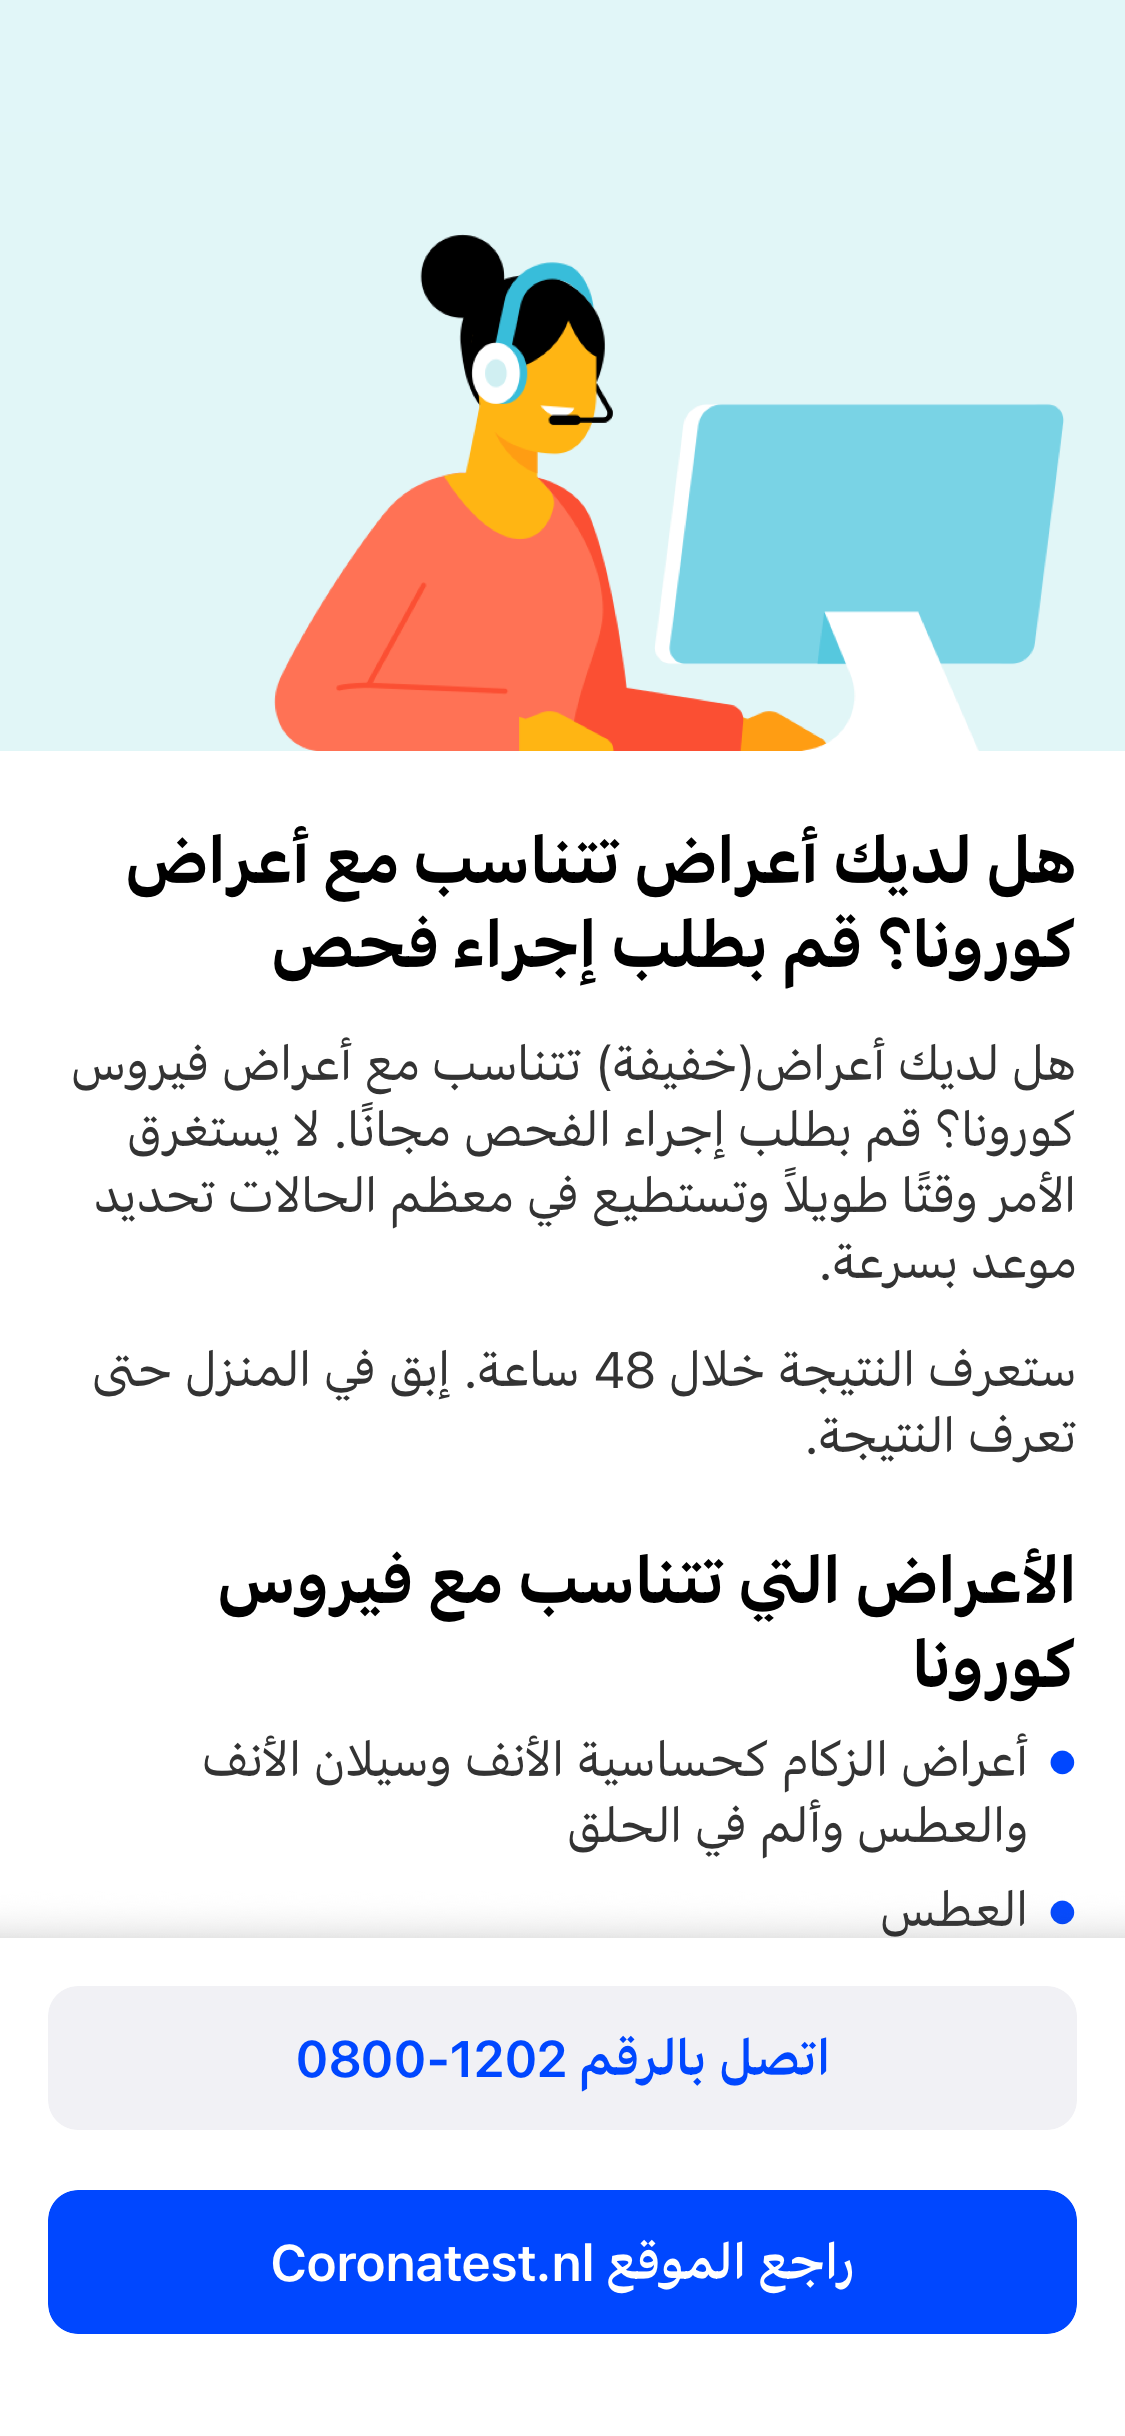 هل لديك أعراض تتناسب مع أعراض
كورونا؟ قم بطلب إجراء فحص
هل لديك أعراض(خفيفة) تتناسب مع أعراض فيروس
كورونا؟ قم بطلب إجراء الفحص مجانًا. لا يستغرق
الأمر وقتًا طويلاً وتستطيع في معظم الحالات تحديد
موعد بسرعة.
ستعرف النتيجة خلال 48 ساعة. إبق في المنزل حتى
تعرف النتيجة.
الأعراض التي تتناسب مع فيروس
كورونا
• أعراض الزكام كحساسية الأنف وسيلان الأنف
والعطس وألم في الحلق
• العطس
اتصل بالرقم 1202-0800
راجع الموقع Coronatest.nl